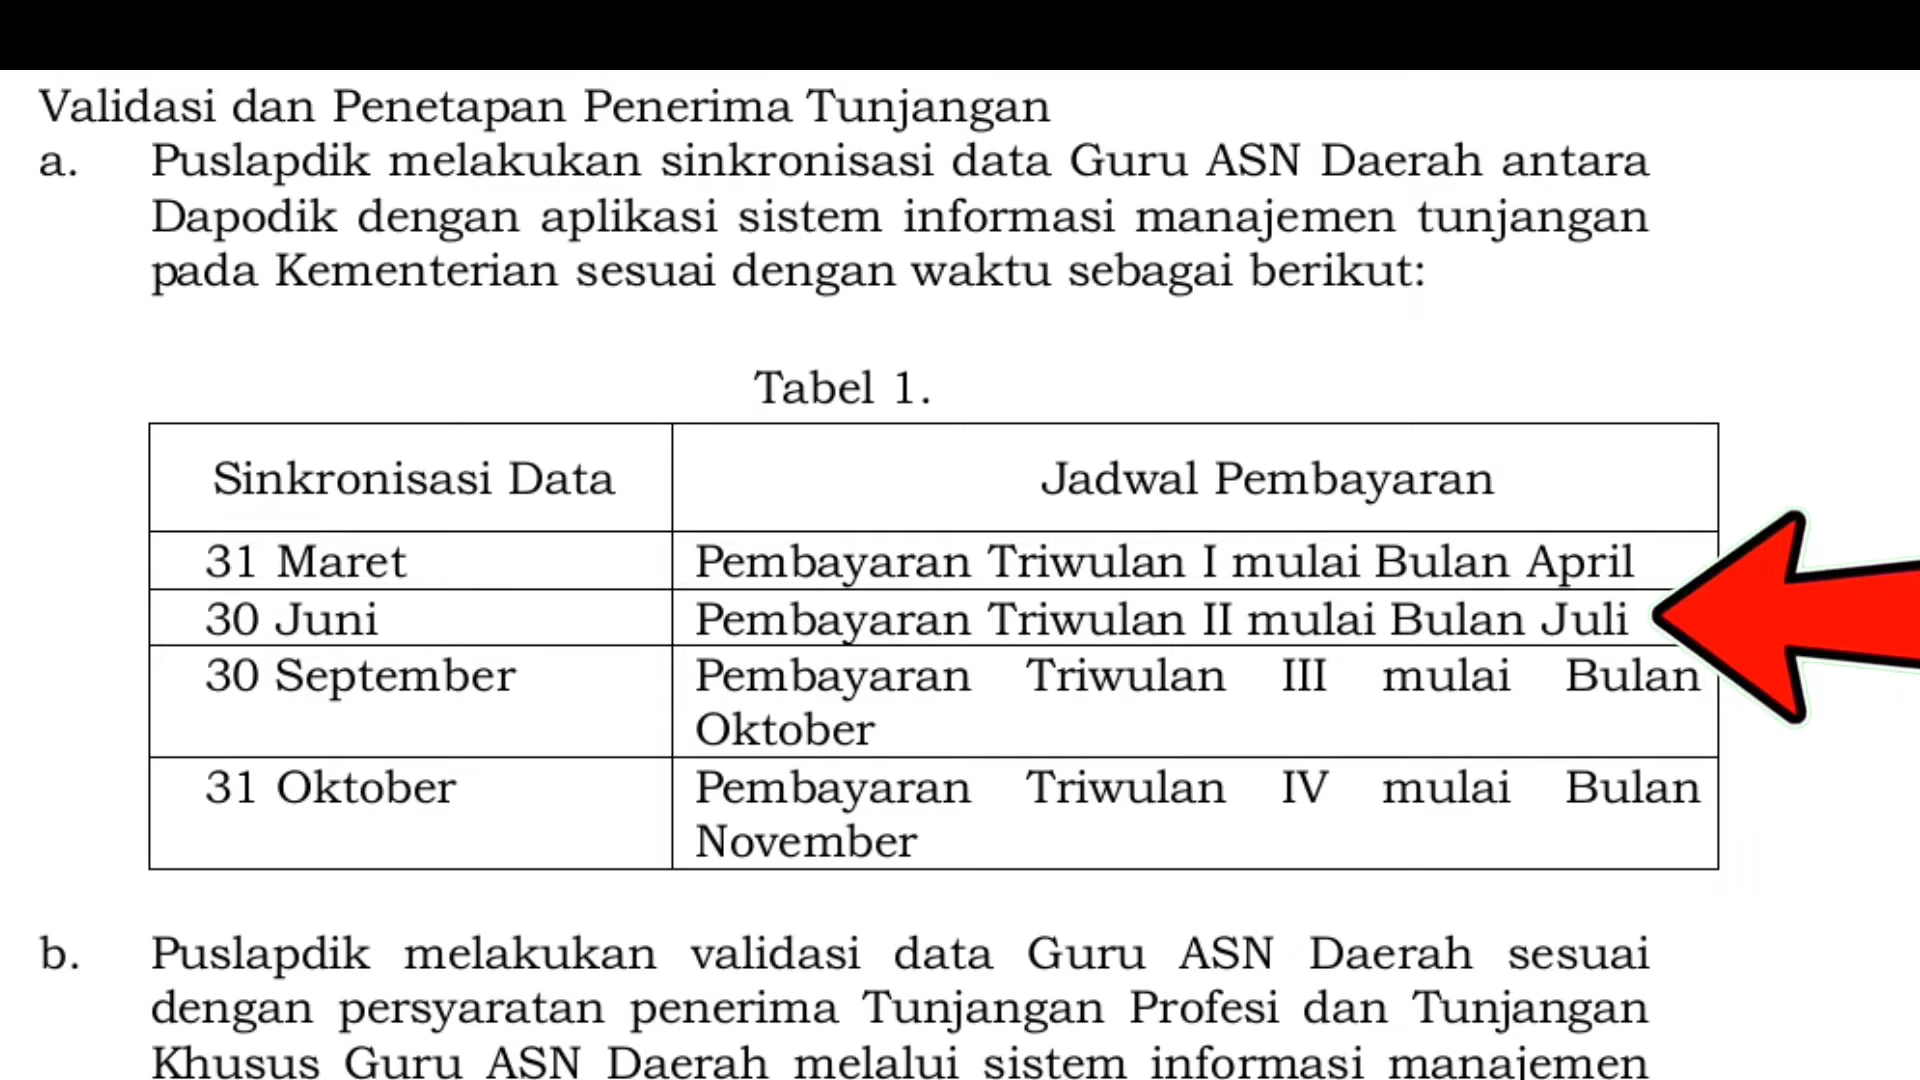 Validasi dan Penetapan Penerima Tunjangan
a. Puslapdik melakukan sinkronisasi data Guru ASN Daerah antara
Dapodik dengan aplikasi sistem informasi manajemen tunjangan
pada Kementerian sesuai dengan waktu sebagai berikut:
Tabel 1.
Sinkronisasi Data Jadwal Pembayaran
31 Maret Pembayaran Triwulan I mulai Bulan April
30 Juni Pembayaran Triwulan II mulai Bulan Juli
30 September Pembayaran Triwulan III mulai Bulan
Oktober
31 Oktober Pembayaran Triwulan IV mulai Bulan
November
b. Puslapdik melakukan validasi data Guru ASN Daerah sesuai
dengan persyaratan penerima Tunjangan Profesi dan Tunjangan
Khusus Guru ASN Daerah melalui sistem informasi manajemen